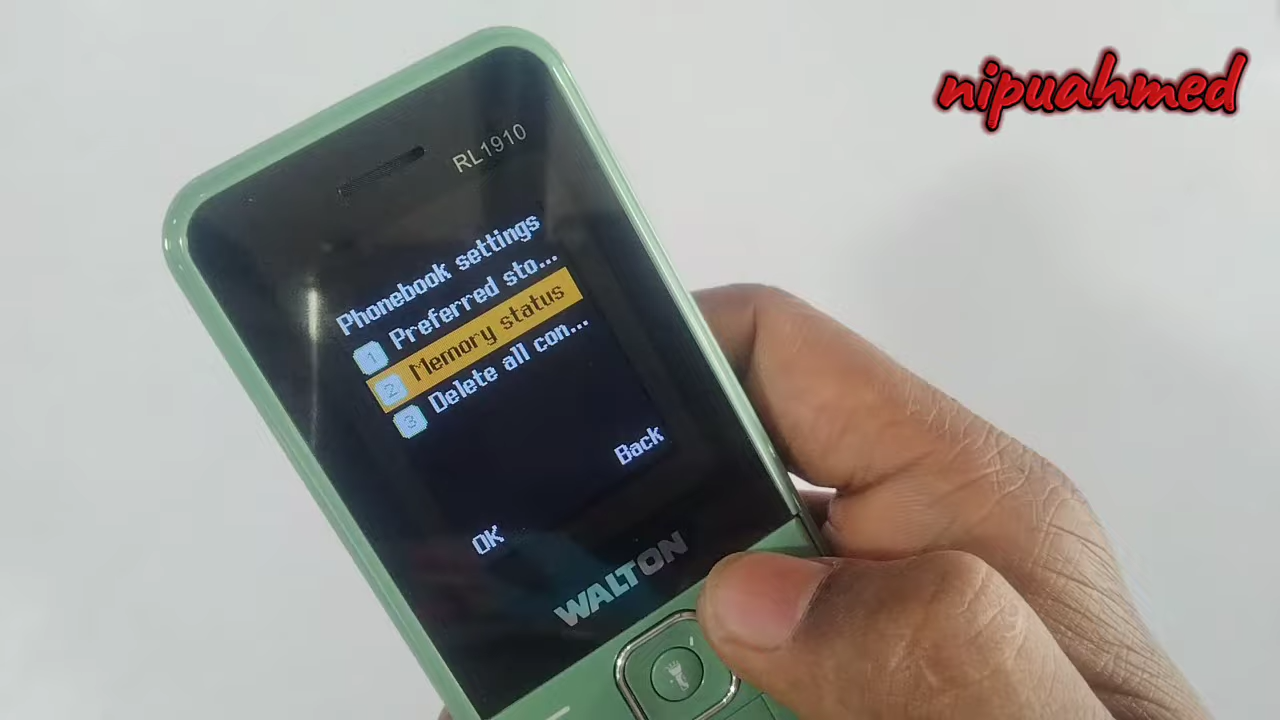 nipuahmed
RL1910
Phonebook settings
1 Preferred sto...
2 Memory status
3 Delete all con...
Back
OK
WALTON